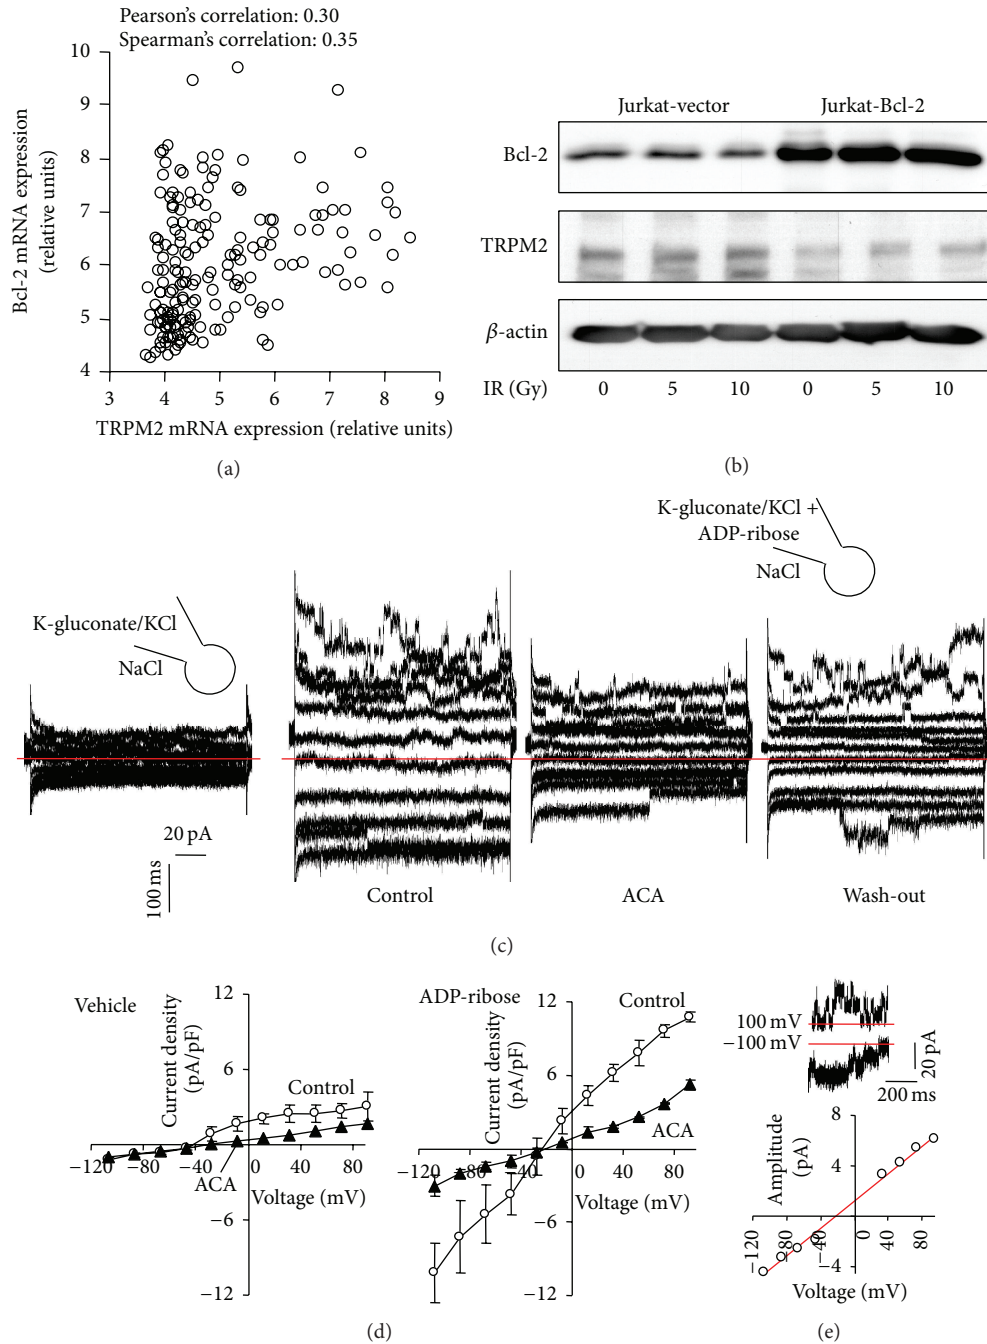 Pearson's correlation: 0.30
Spearman's correlation: 0.35
Bcl-2 mRNA expression
(relative units)
10
9
8
7
6
5
4
3 4 5 6 7 8 9
TRPM2 mRNA expression (relative units)
(a)
Jurkat-vector Jurkat-Bcl-2
Bcl-2
TRPM2
β-actin
IR (Gy) 0 5 10 0 5 10
(b)
K-gluconate/KCl
NaCl
K-gluconate/KCl +
ADP-ribose
NaCl
20 pA
100 ms
Control
ACA
Wash-out
(c)
Vehicle
Current density
(pA/pF)
12
6
−6
−12
−120 −80 −40 0 40 80
Control
ACA
Voltage (mV)
ADP-ribose
Current density
(pA/pF)
12
6
−6
−12
−120 −80 −40 0 40 80
Control
ACA
Voltage (mV)
(d)
100 mV
−100 mV
20 pA
200 ms
Amplitude
(pA)
8
4
−4
−120 −80 −40 0 40 80
Voltage (mV)
(e)